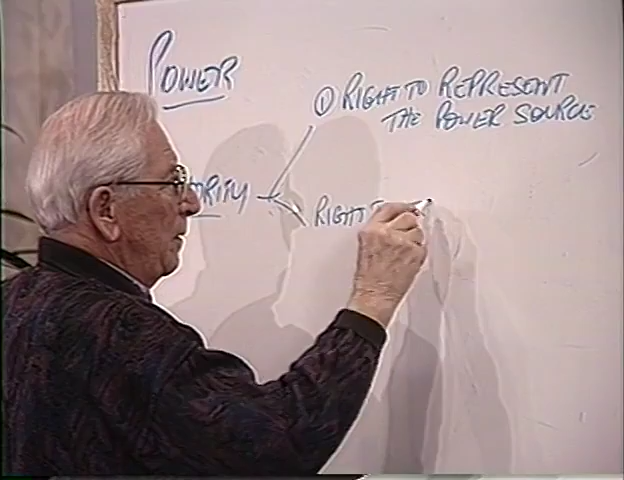 POWER
① RIGHT TO REPRESENT
THE POWER SOURCE
RIGHT